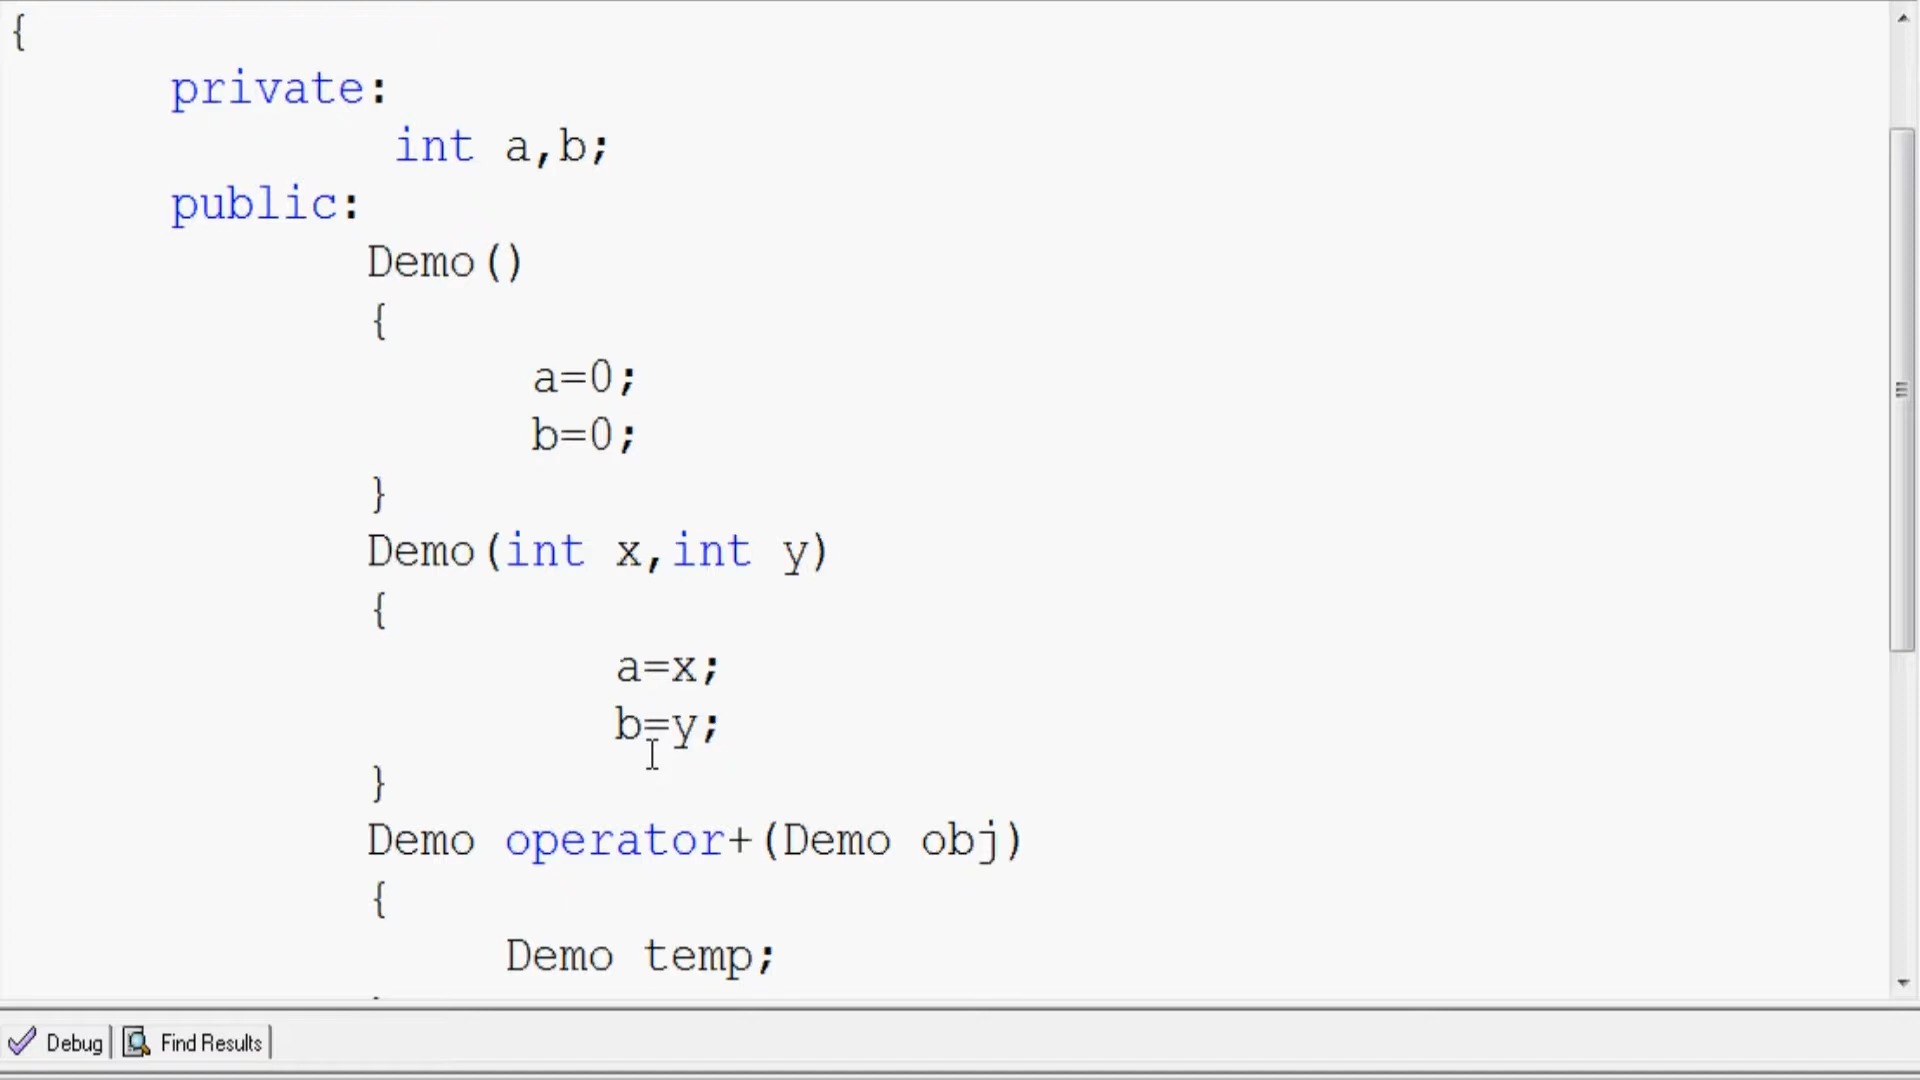 {
private:
int a,b;
public:
Demo()
{
a=0;
b=0;
}
Demo(int x,int y)
{
a=x;
b=y;
}
Demo operator+(Demo obj)
{
Demo temp;
Debug
Find Results